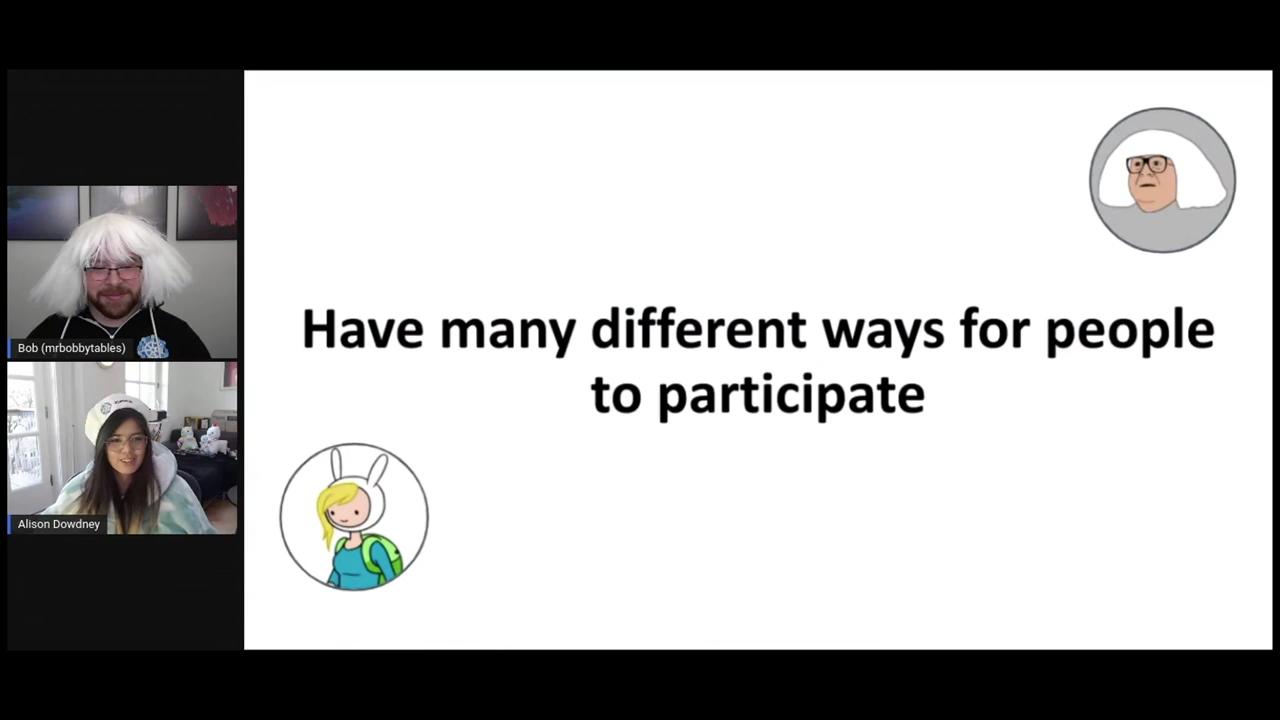 Have many different ways for people
to participate
Bob (mrbobbytables)
Alison Dowdney